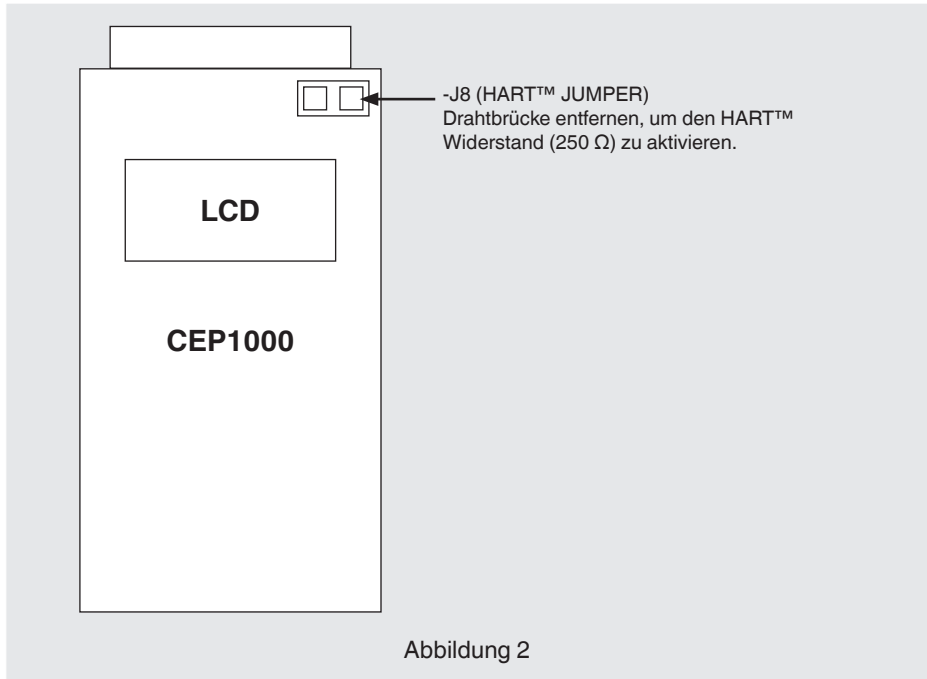 -J8 (HART™ JUMPER)
Drahtbrücke entfernen, um den HART™
Widerstand (250 Ω) zu aktivieren.
LCD
CEP1000
Abbildung 2